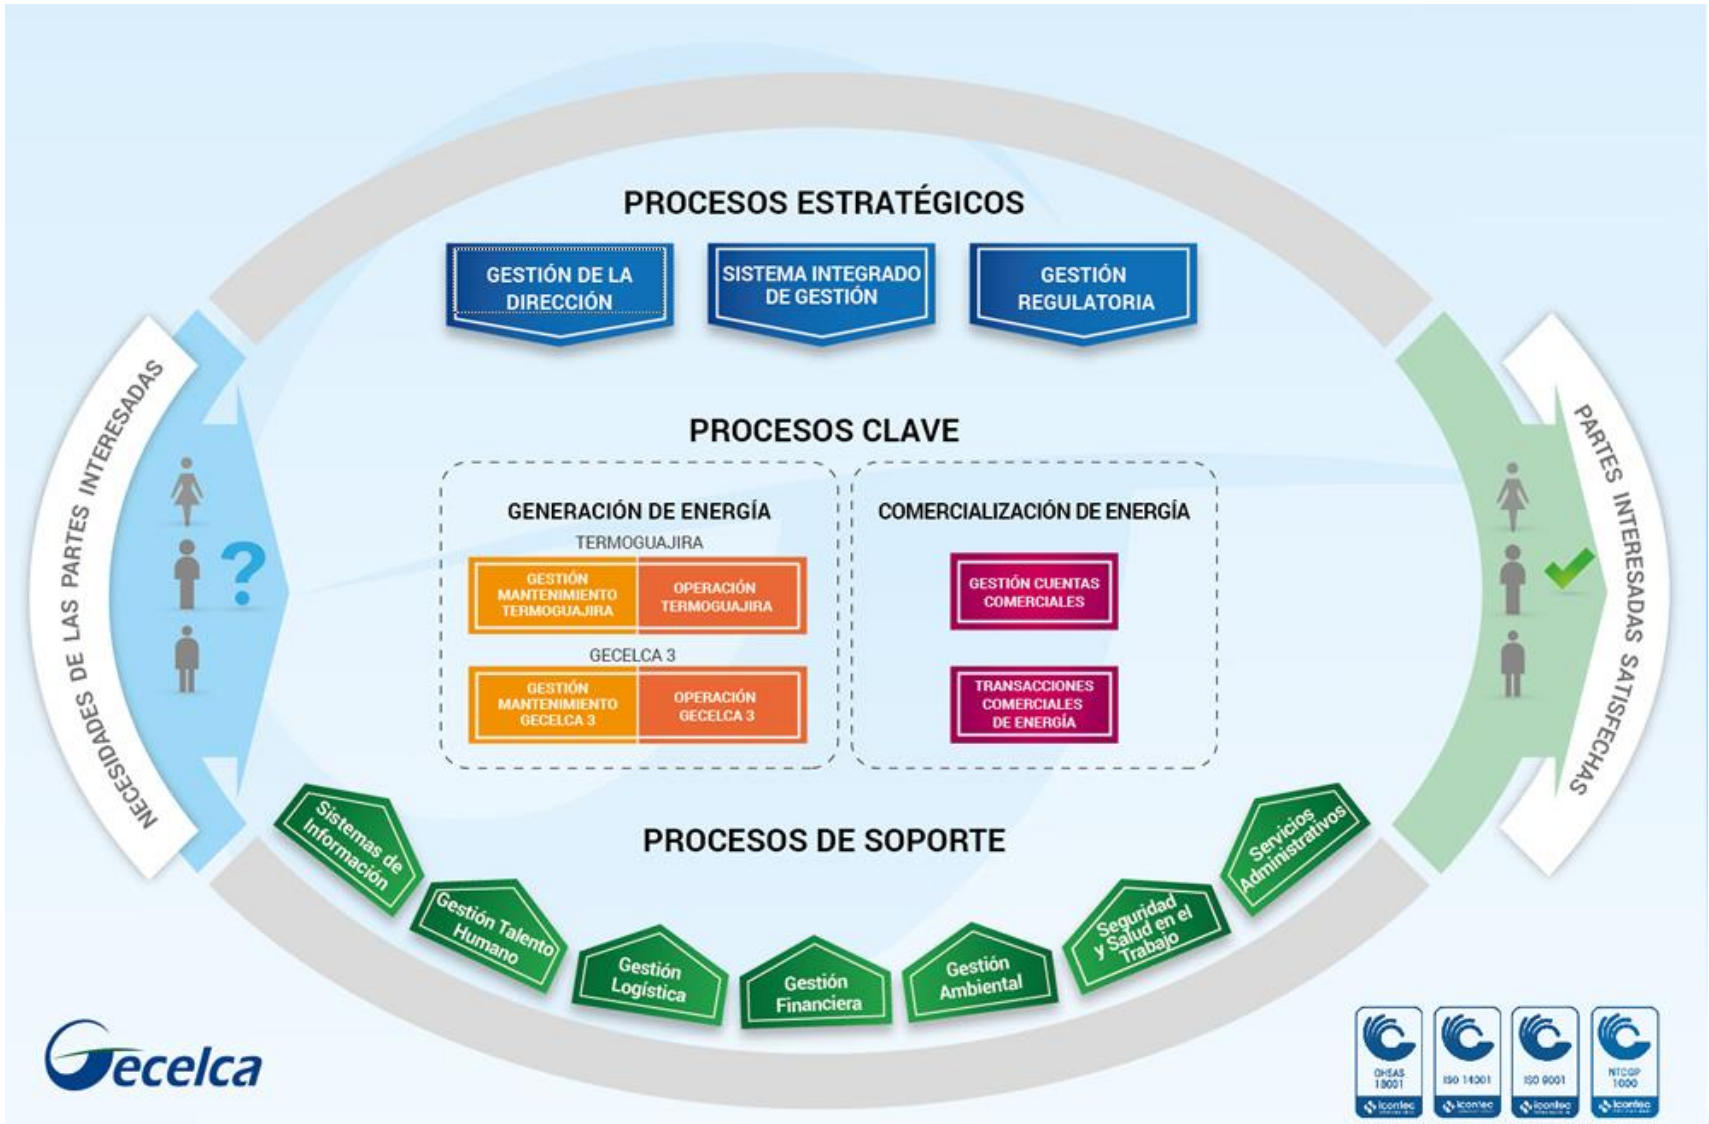 PROCESOS ESTRATÉGICOS
GESTIÓN DE LA
DIRECCIÓN
SISTEMA INTEGRADO
DE GESTIÓN
GESTIÓN
REGULATORIA
NECESIDADES DE LAS PARTES INTERESADAS
?
PROCESOS CLAVE
GENERACIÓN DE ENERGÍA
TERMOGUAJIRA
GESTIÓN
MANTENIMIENTO
TERMOGUAJIRA
OPERACIÓN
TERMOGUAJIRA
GECELCA 3
GESTIÓN
MANTENIMIENTO
GECELCA 3
OPERACIÓN
GECELCA 3
COMERCIALIZACIÓN DE ENERGÍA
GESTIÓN CUENTAS
COMERCIALES
TRANSACCIONES
COMERCIALES
DE ENERGÍA
PARTES INTERESADAS SATISFECHAS
PROCESOS DE SOPORTE
Sistemas de
Información
Gestión Talento
Humano
Gestión
Logística
Gestión
Financiera
Gestión
Ambiental
Seguridad
y Salud en el
Trabajo
Servicios
Administrativos
Gecelca
OHSAS
18001
icontec
ISO 14001
icontec
ISO 9001
icontec
NTCGP
1000
icontec